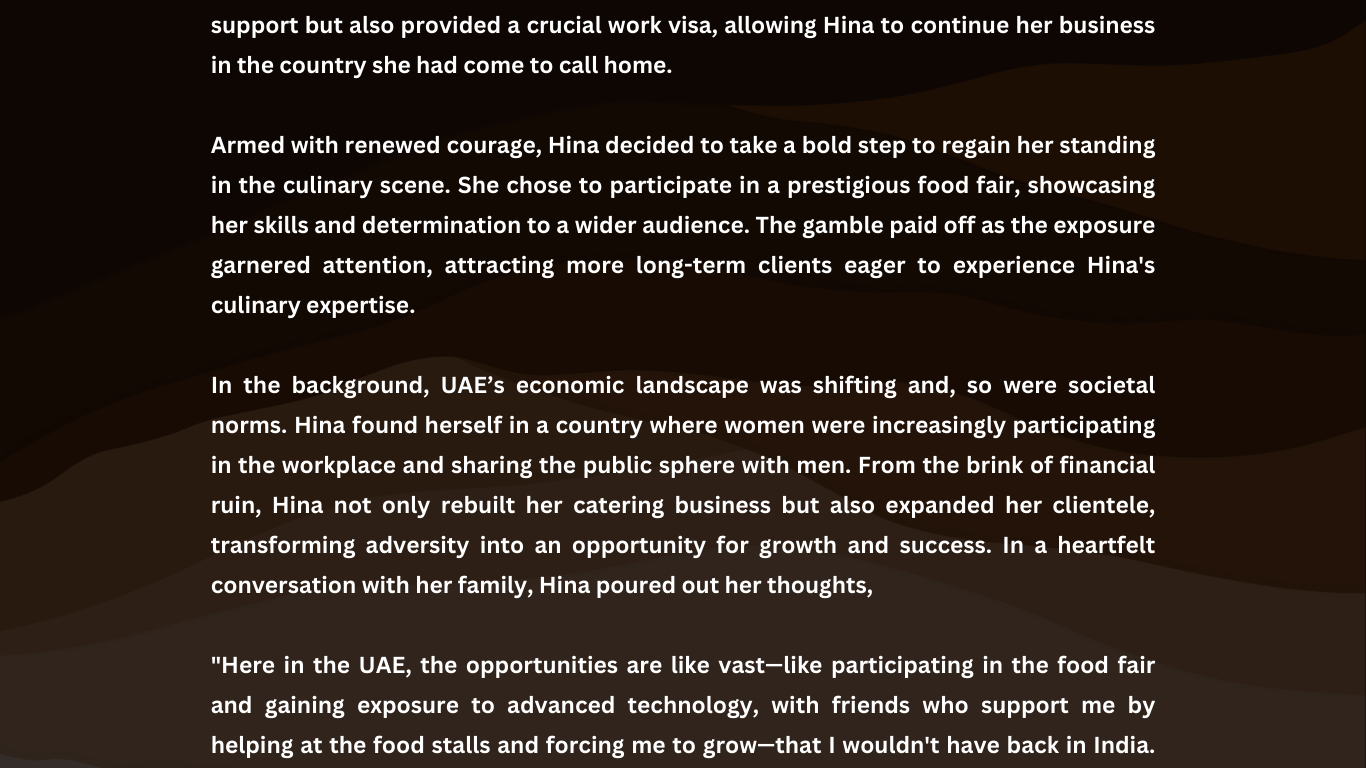 support but also provided a crucial work visa, allowing Hina to continue her business
in the country she had come to call home.
Armed with renewed courage, Hina decided to take a bold step to regain her standing
in the culinary scene. She chose to participate in a prestigious food fair, showcasing
her skills and determination to a wider audience. The gamble paid off as the exposure
garnered attention, attracting more long-term clients eager to experience Hina's
culinary expertise.
In the background, UAE’s economic landscape was shifting and, so were societal
norms. Hina found herself in a country where women were increasingly participating
in the workplace and sharing the public sphere with men. From the brink of financial
ruin, Hina not only rebuilt her catering business but also expanded her clientele,
transforming adversity into an opportunity for growth and success. In a heartfelt
conversation with her family, Hina poured out her thoughts,
"Here in the UAE, the opportunities are like vast—like participating in the food fair
and gaining exposure to advanced technology, with friends who support me by
helping at the food stalls and forcing me to grow—that I wouldn't have back in India.